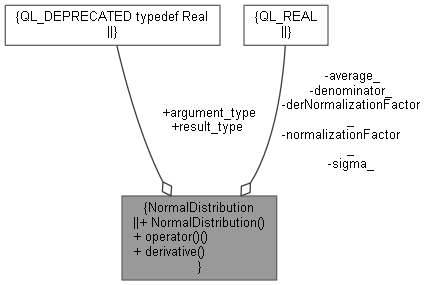 {QL_DEPRECATED typedef Real
||}
{QL_REAL
||}
+argument_type
+result_type
-average_
-denominator_
-derNormalizationFactor
_
-normalizationFactor
_
-sigma_
{NormalDistribution
||+ NormalDistribution()
+ operator()()
+ derivative()
}